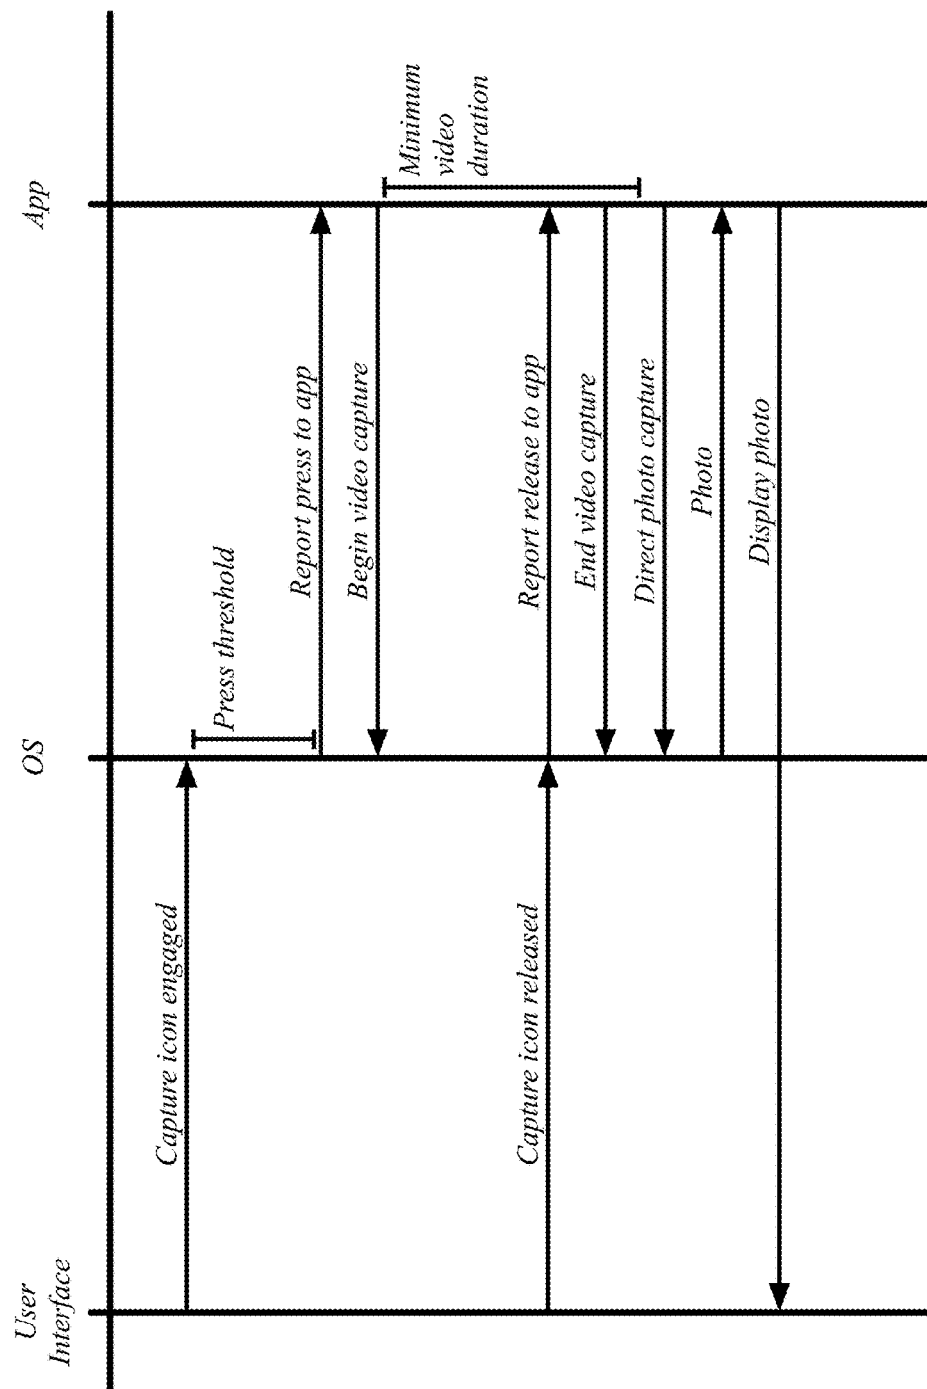 User
Interface
OS
App
Capture icon engaged
Press threshold
Report press to app
Begin video capture
Minimum
video
duration
Capture icon released
Report release to app
End video capture
Direct photo capture
Photo
Display photo